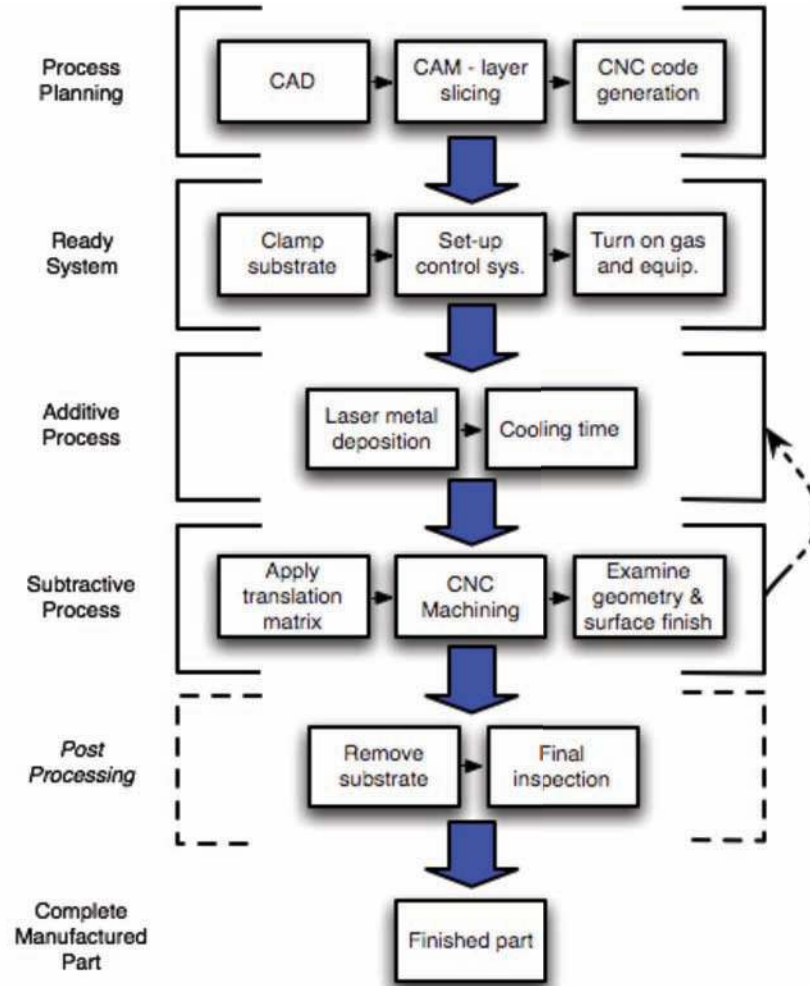 Process
Planning
CAD
CAM - layer
slicing
CNC code
generation
Ready
System
Clamp
substrate
Set-up
control sys.
Turn on gas
and equip.
Additive
Process
Laser metal
deposition
Cooling time
Subtractive
Process
Apply
translation
matrix
CNC
Machining
Examine
geometry &
surface finish
Post
Processing
Remove
substrate
Final
inspection
Complete
Manufactured
Part
Finished part